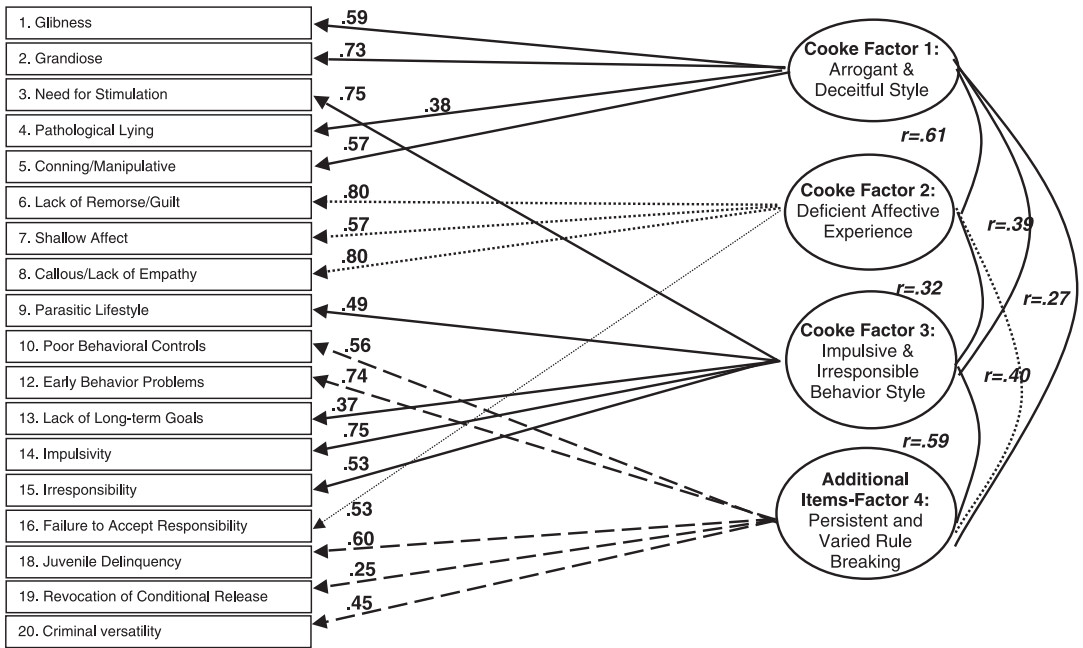 1. Glibness
2. Grandiose
3. Need for Stimulation
4. Pathological Lying
5. Conning/Manipulative
6. Lack of Remorse/Guilt
7. Shallow Affect
8. Callous/Lack of Empathy
9. Parasitic Lifestyle
10. Poor Behavioral Controls
12. Early Behavior Problems
13. Lack of Long-term Goals
14. Impulsivity
15. Irresponsibility
16. Failure to Accept Responsibility
18. Juvenile Delinquency
19. Revocation of Conditional Release
20. Criminal versatility
.59
.73
.75
.38
.57
.80
.57
.80
.49
.56
.74
.37
.75
.53
.53
.60
.25
.45
Cooke Factor 1:
Arrogant &
Deceitful Style
Cooke Factor 2:
Deficient Affective
Experience
Cooke Factor 3:
Impulsive &
Irresponsible
Behavior Style
Additional
Items-Factor 4:
Persistent and
Varied Rule
Breaking
r=.61
r=.39
r=.32
r=.27
r=.40
r=.59